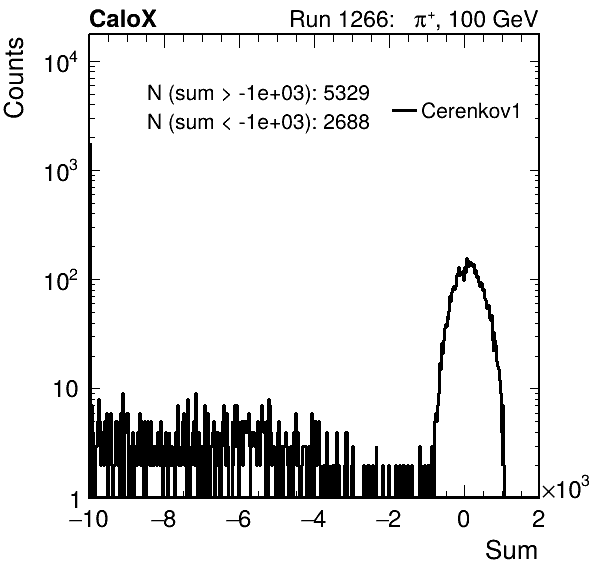 CaloX
Run 1266: π⁺, 100 GeV
Counts
10⁴
10³
10²
10
1
N (sum > -1e+03): 5329
N (sum < -1e+03): 2688
Cerenkov1
−10
−8
−6
−4
−2
0
2
×10³
Sum